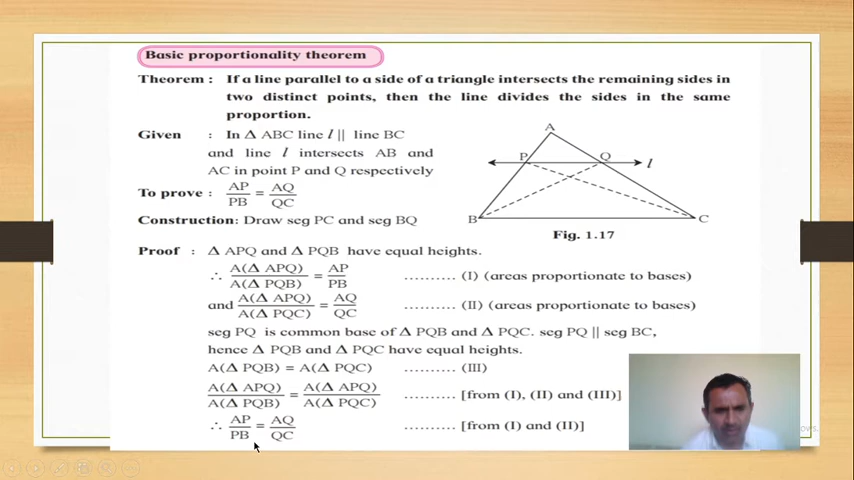 Basic proportionality theorem
Theorem : If a line parallel to a side of a triangle intersects the remaining sides in
two distinct points, then the line divides the sides in the same
proportion.
Given : In Δ ABC line l || line BC
and line l intersects AB and
AC in point P and Q respectively
To prove : AP/PB = AQ/QC
Construction: Draw seg PC and seg BQ
A
P
Q
l
B
C
Fig. 1.17
Proof : Δ APQ and Δ PQB have equal heights.
∴ A(Δ APQ)/A(Δ PQB) = AP/PB .......... (I) (areas proportionate to bases)
and A(Δ APQ)/A(Δ PQC) = AQ/QC .......... (II) (areas proportionate to bases)
seg PQ is common base of Δ PQB and Δ PQC. seg PQ || seg BC,
hence Δ PQB and Δ PQC have equal heights.
A(Δ PQB) = A(Δ PQC) .......... (III)
A(Δ APQ)/A(Δ PQB) = A(Δ APQ)/A(Δ PQC) .......... [from (I), (II) and (III)]
∴ AP/PB = AQ/QC .......... [from (I) and (II)]